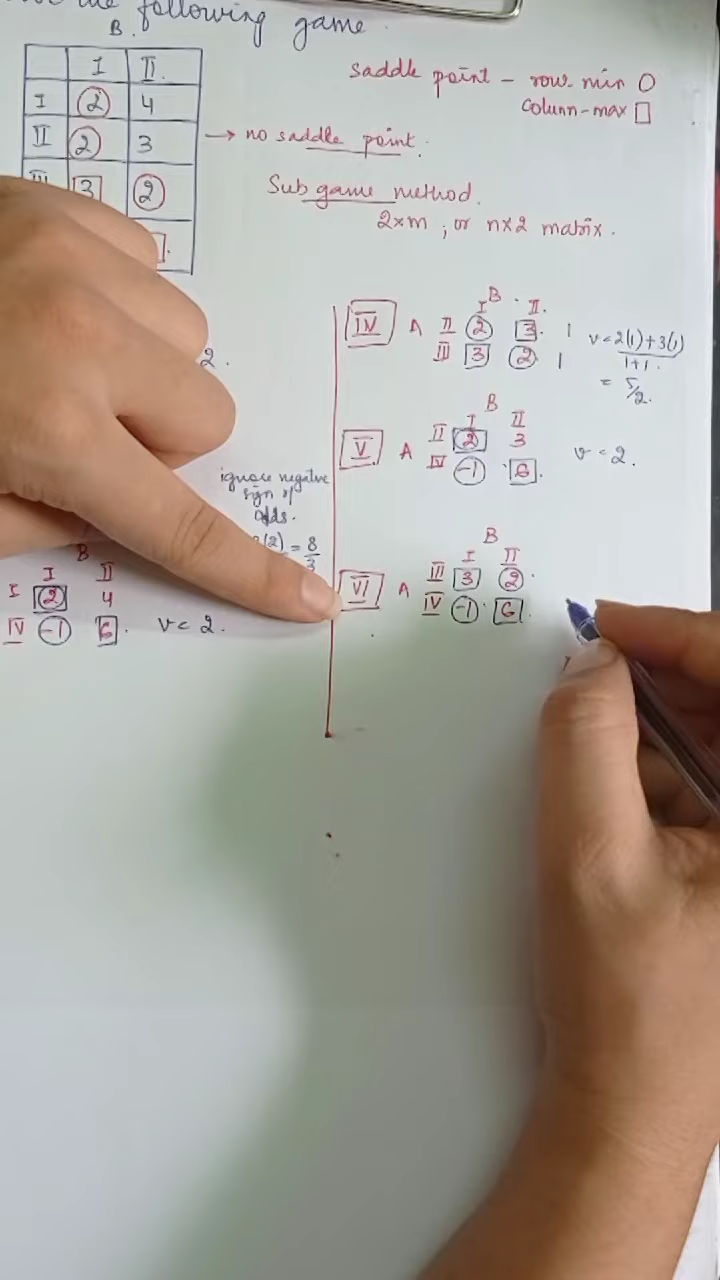 the following game.
B.
I II
I 2 4
II 2 3
3 2
saddle point – row min O
column-max □
→ no saddle point.
Sub game method.
2×m , or n×2 matrix.
2.
ignore negative
sign of
odds.
= 8/3
B
I II
I 2 4
IV -1 6. v = 2.
IV A
B
I II.
II 2 3 1
III 3 2 1
v = 2(1)+3(1)
1+1
= 5/2.
V A
B
I II
II 2 3
IV -1 6.
v = 2.
VI A
B
I II
III 3 2
IV -1 6.